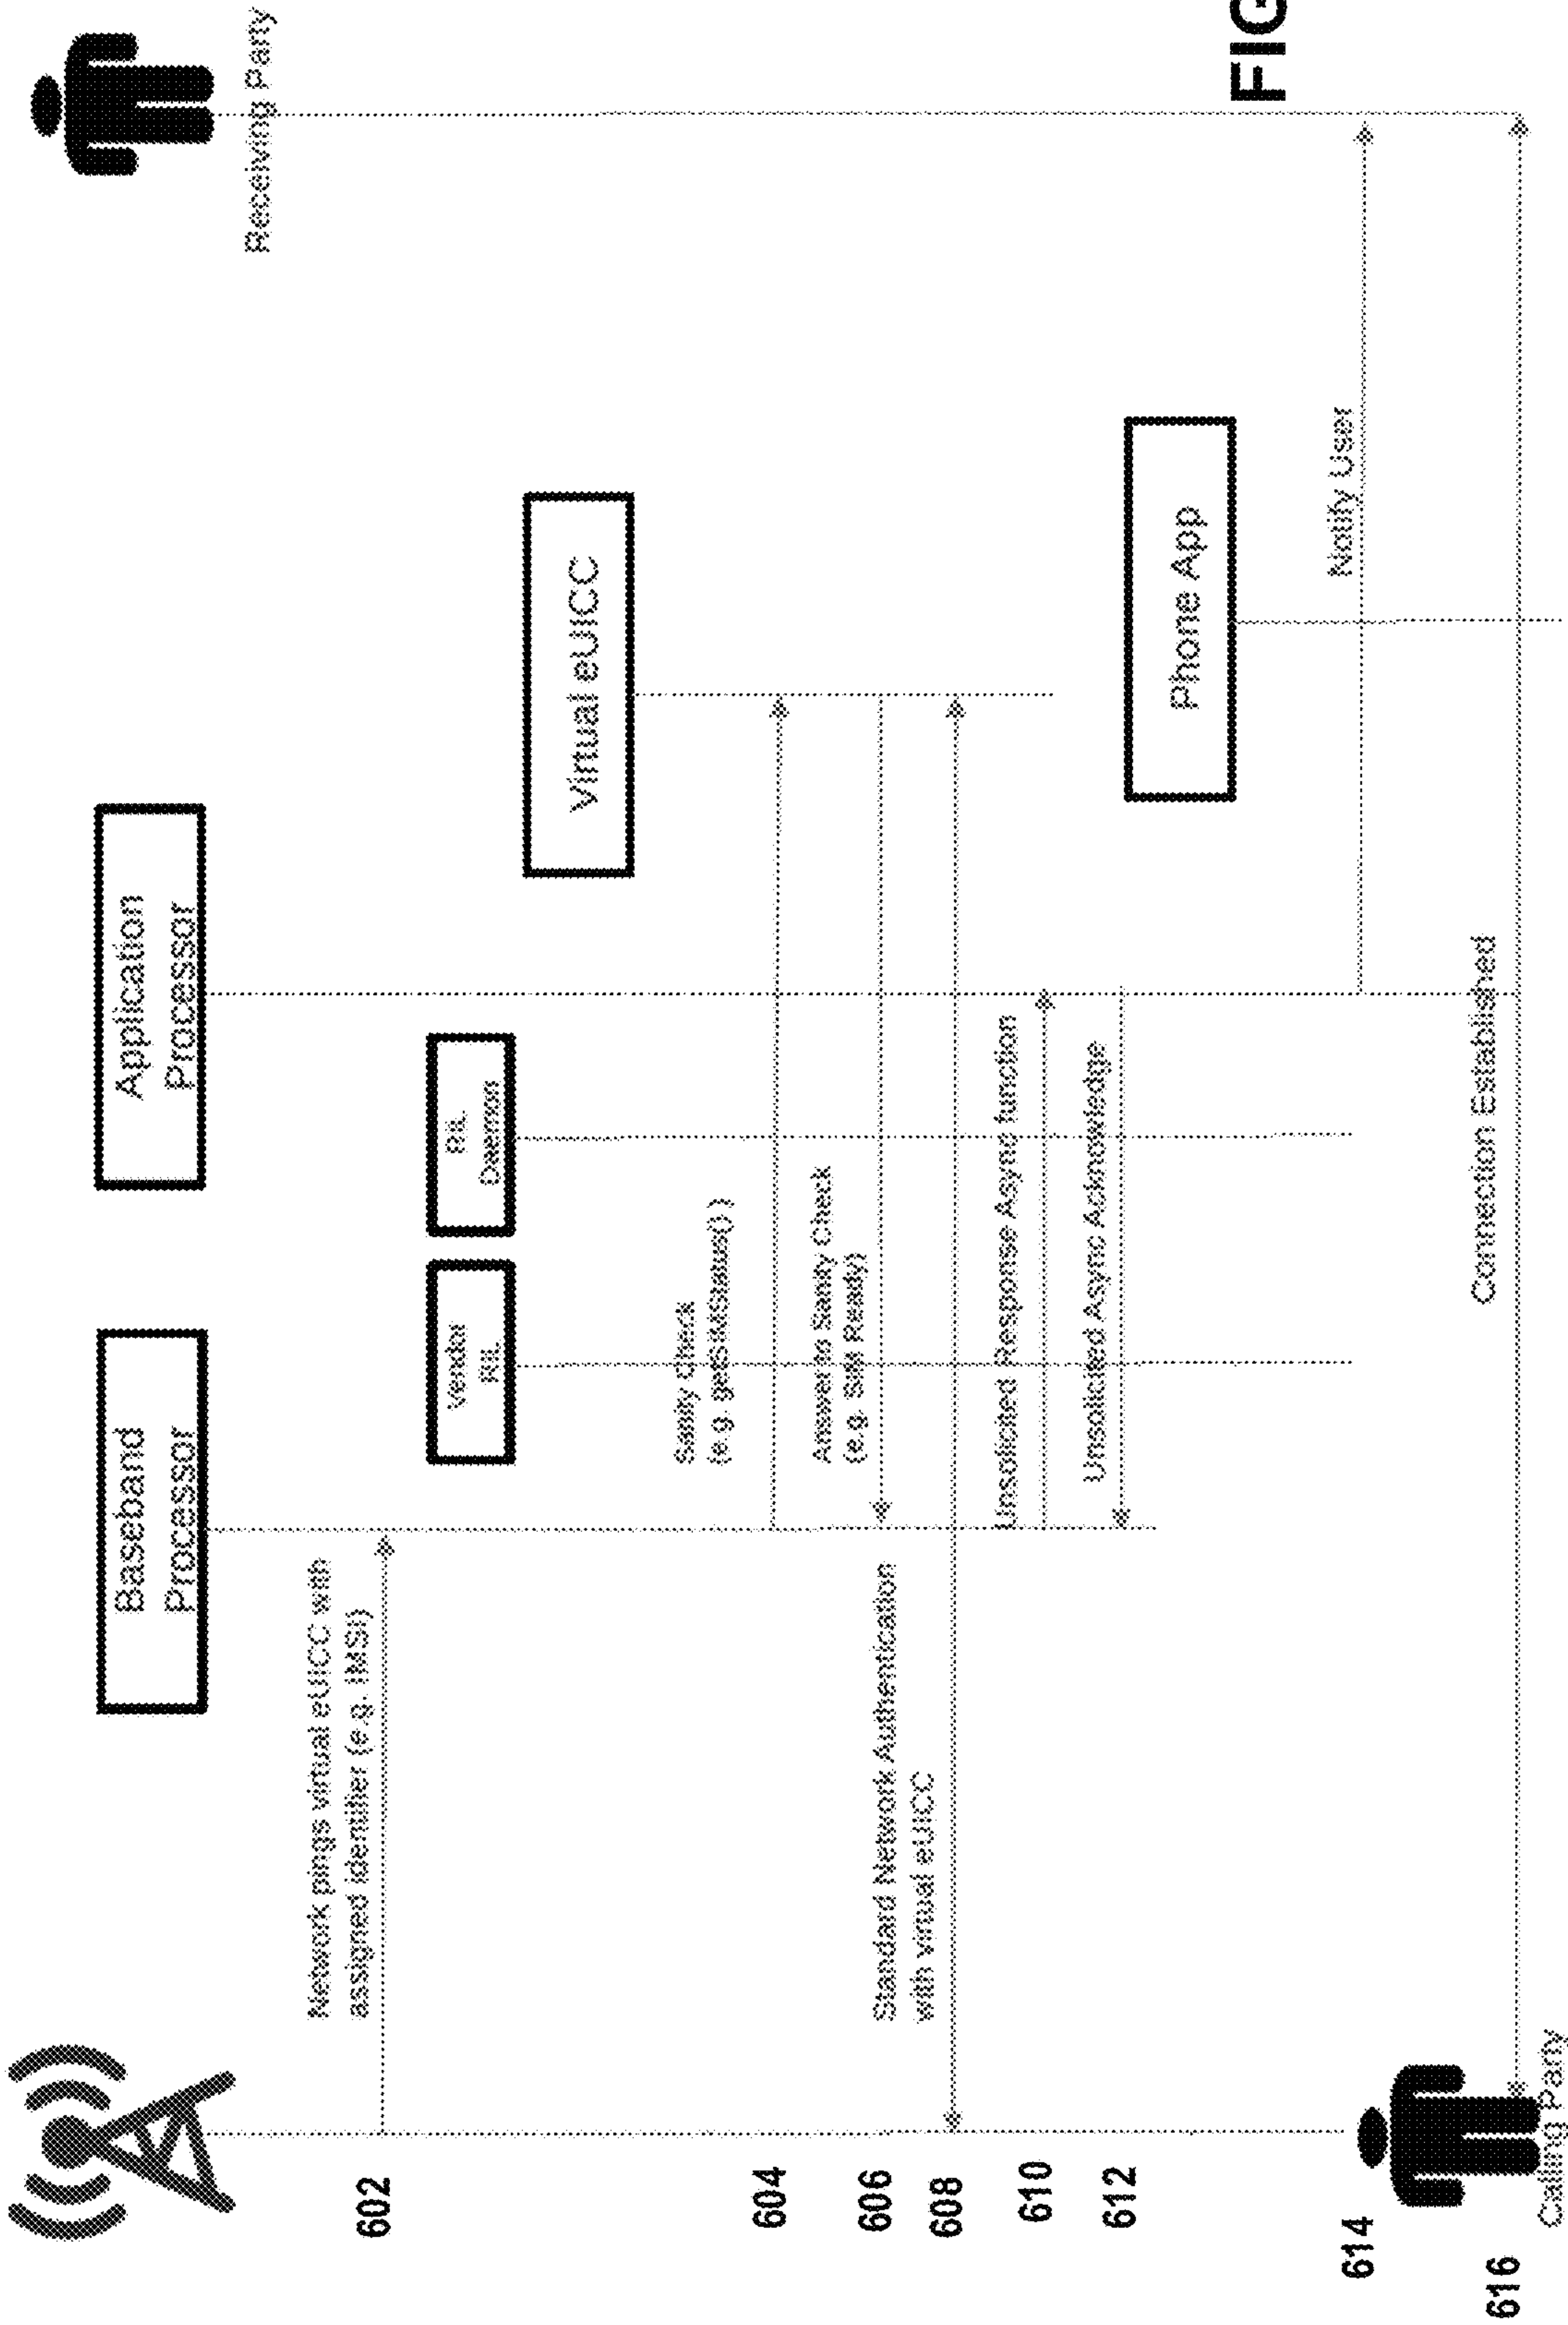 Receiving Party
Application
Processor
Baseband
Processor
Virtual eUICC
RIL
Daemon
Vendor
RIL
602
Network pings virtual eUICC with
assigned identifier (e.g. IMSI)
604
Sanity Check
(e.g. getSIMStatus() )
606
Answer to Sanity Check
(e.g. SIM Ready)
608
Standard Network Authentication
with virtual eUICC
610
Unsolicited Response Async function
612
Unsolicited Async Acknowledge
Phone App
614
Notify User
616
Connection Established
Calling Party
FIG